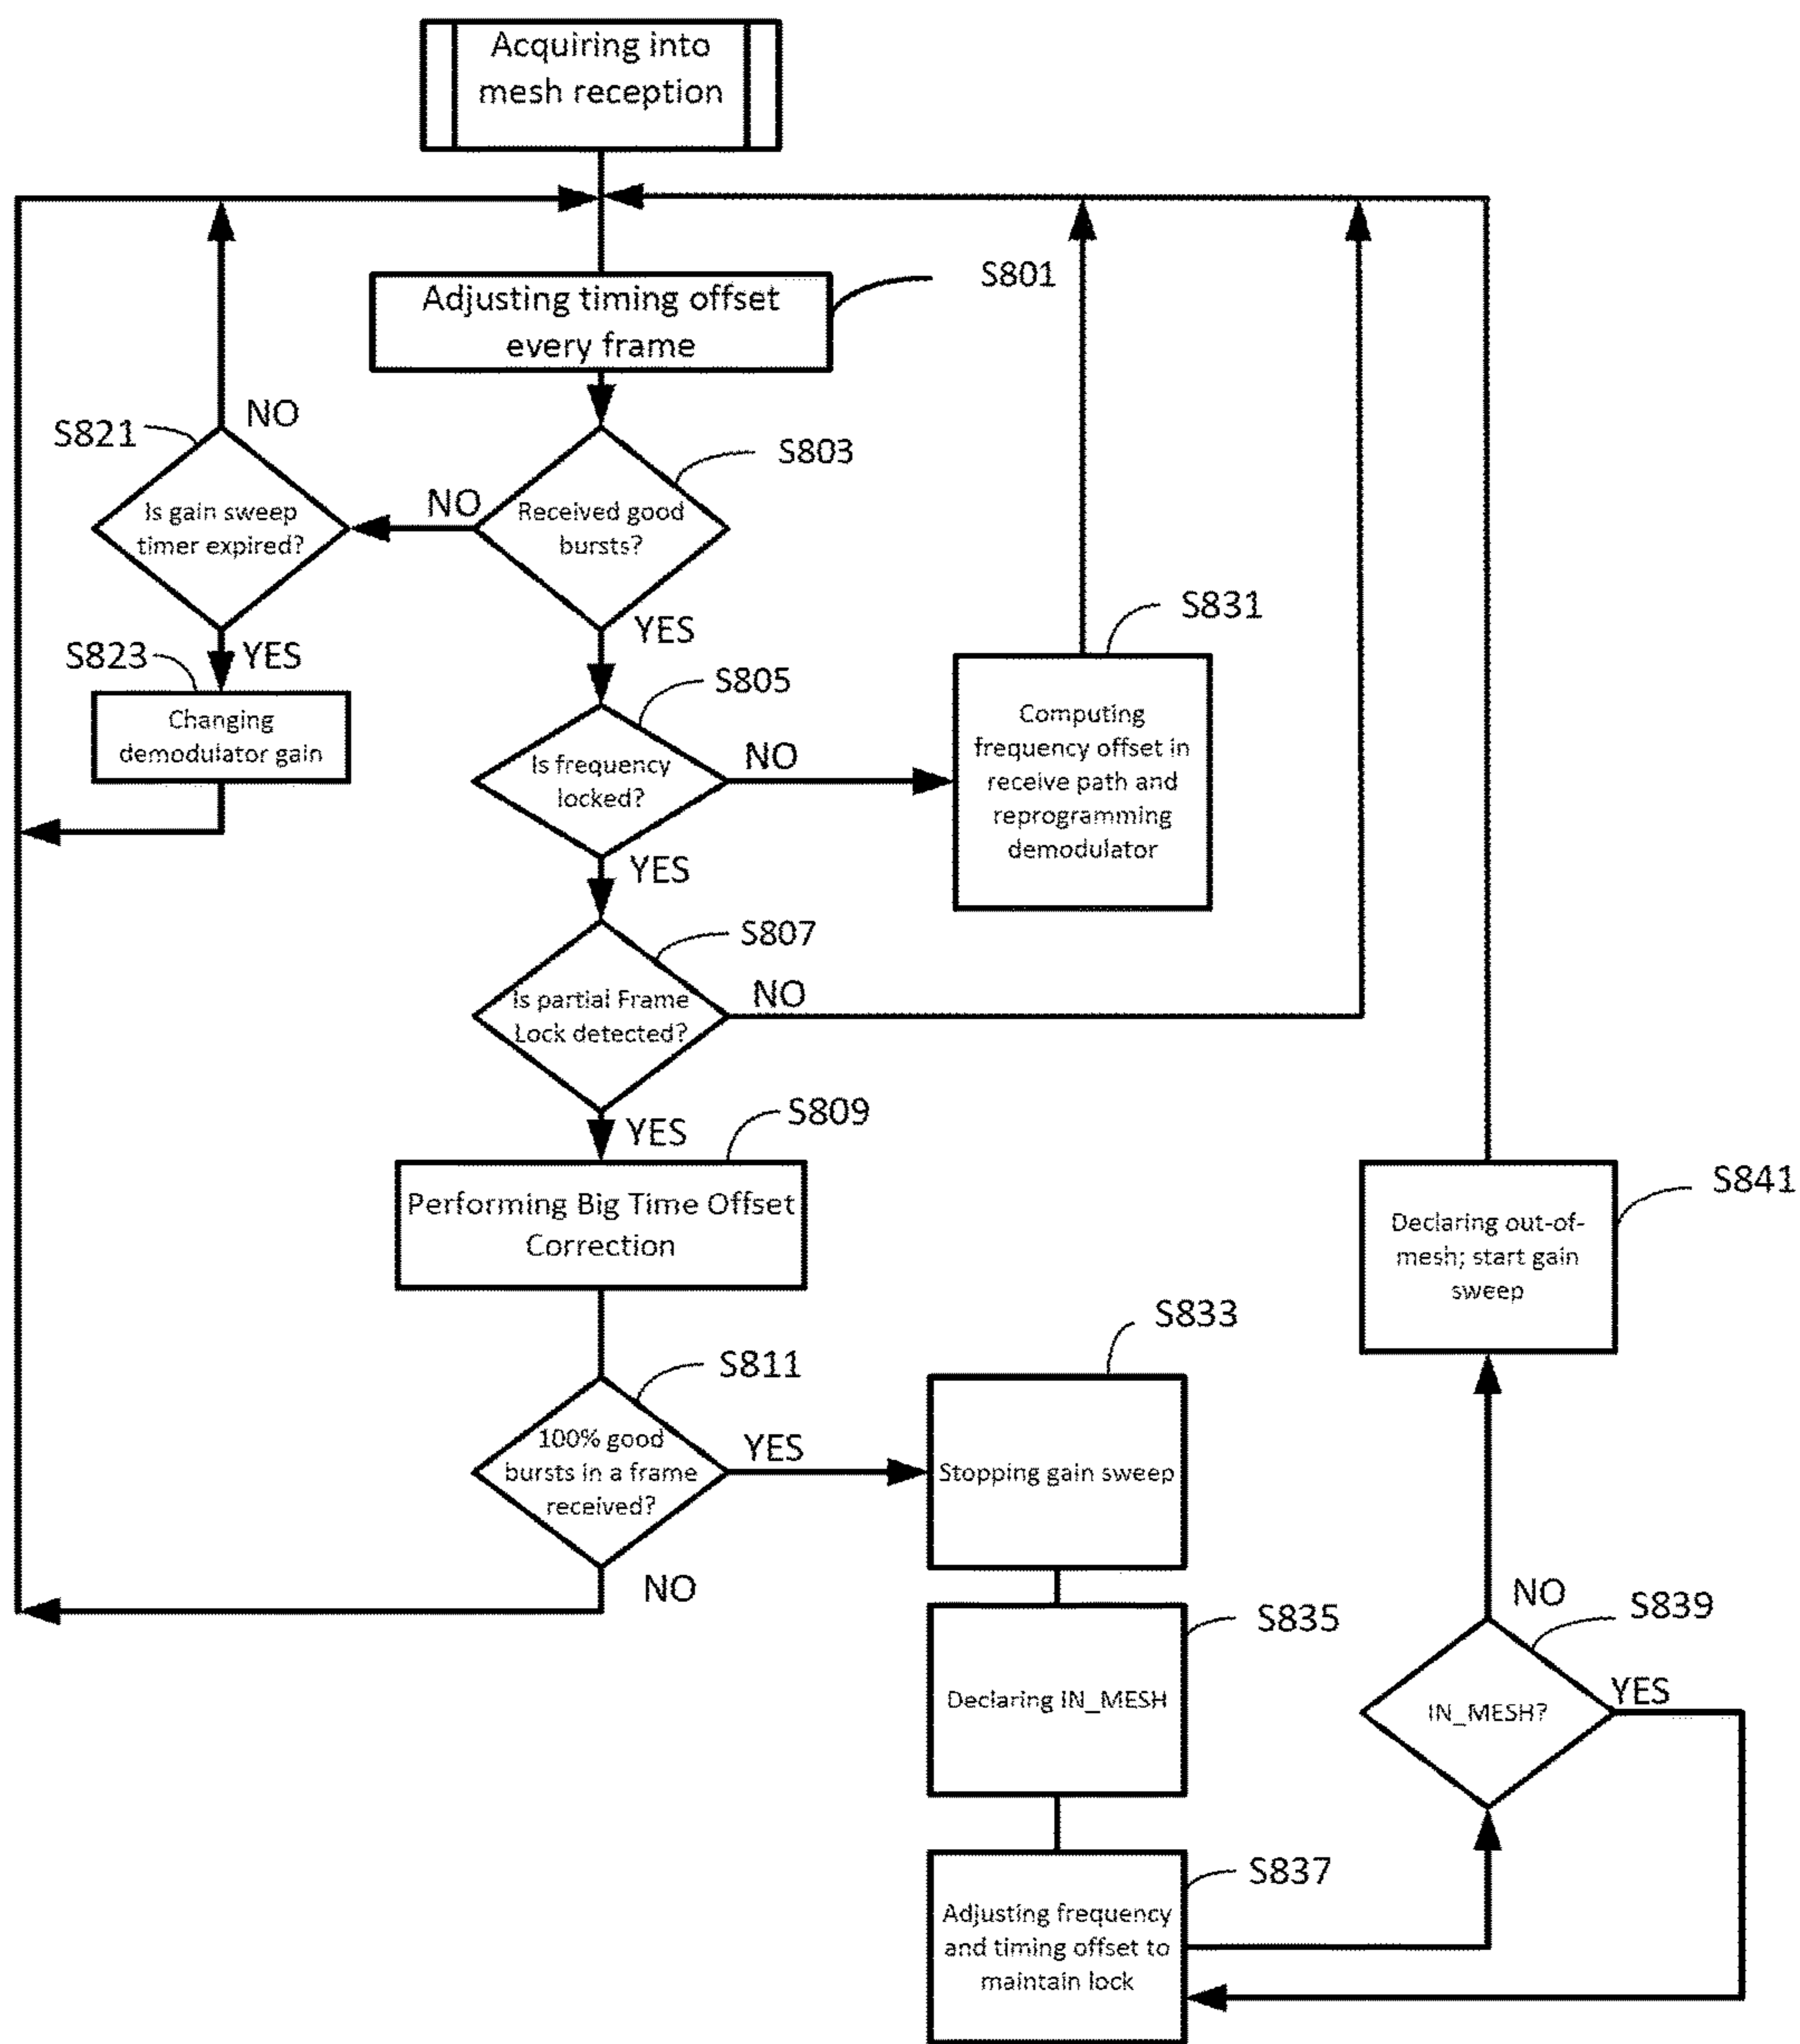 Acquiring into
mesh reception
Adjusting timing offset
every frame
S801
NO
S821
S803
Is gain sweep
timer expired?
NO
Received good
bursts?
YES
S823
YES
S831
S805
Changing
demodulator gain
Is frequency
locked?
NO
Computing
frequency offset in
receive path and
reprogramming
demodulator
YES
S807
Is partial Frame
Lock detected?
NO
YES
S809
Performing Big Time Offset
Correction
S841
Declaring out-of-
mesh; start gain
sweep
S833
S811
100% good
bursts in a frame
received?
YES
Stopping gain sweep
NO
NO
S839
S835
Declaring IN_MESH
IN_MESH?
YES
S837
Adjusting frequency
and timing offset to
maintain lock